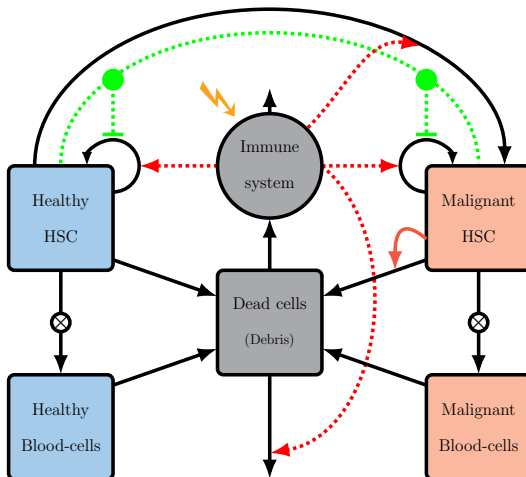 Immune
system
Healthy
HSC
Malignant
HSC
Dead cells
(Debris)
Healthy
Blood-cells
Malignant
Blood-cells